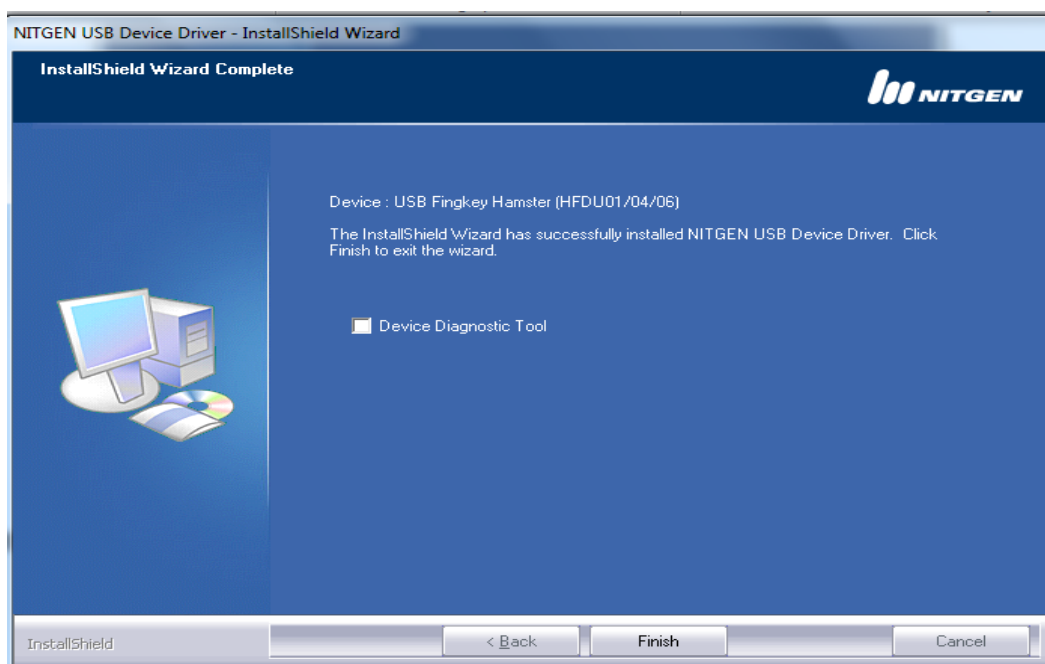 NITGEN USB Device Driver - InstallShield Wizard
InstallShield Wizard Complete
NITGEN
Device : USB Fingkey Hamster (HFDU01/04/06)
The InstallShield Wizard has successfully installed NITGEN USB Device Driver. Click
Finish to exit the wizard.
Device Diagnostic Tool
InstallShield
< Back
Finish
Cancel